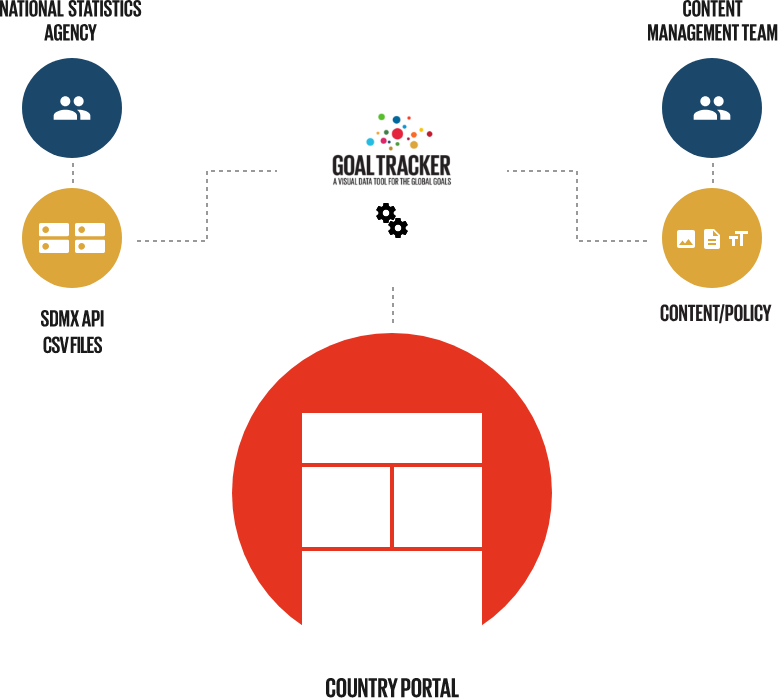 NATIONAL STATISTICS
AGENCY
CONTENT
MANAGEMENT TEAM
GOAL TRACKER
A VISUAL DATA TOOL FOR THE GLOBAL GOALS
SDMX API
CSV FILES
TT
CONTENT/POLICY
COUNTRY PORTAL